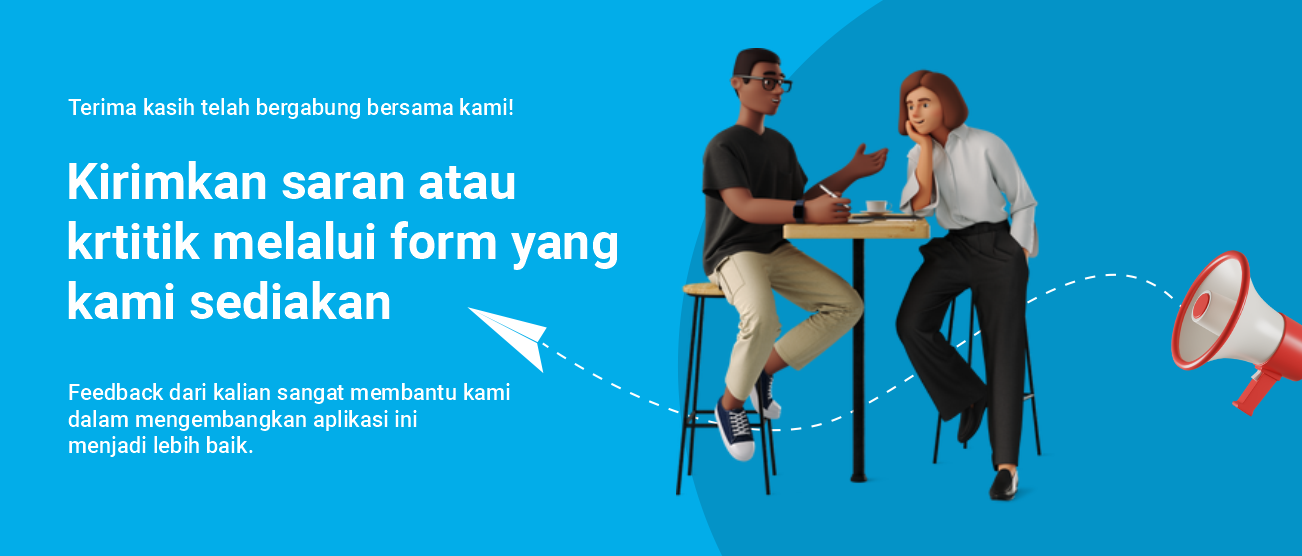 Terima kasih telah bergabung bersama kami!
Kirimkan saran atau
krtitik melalui form yang
kami sediakan
Feedback dari kalian sangat membantu kami
dalam mengembangkan aplikasi ini
menjadi lebih baik.